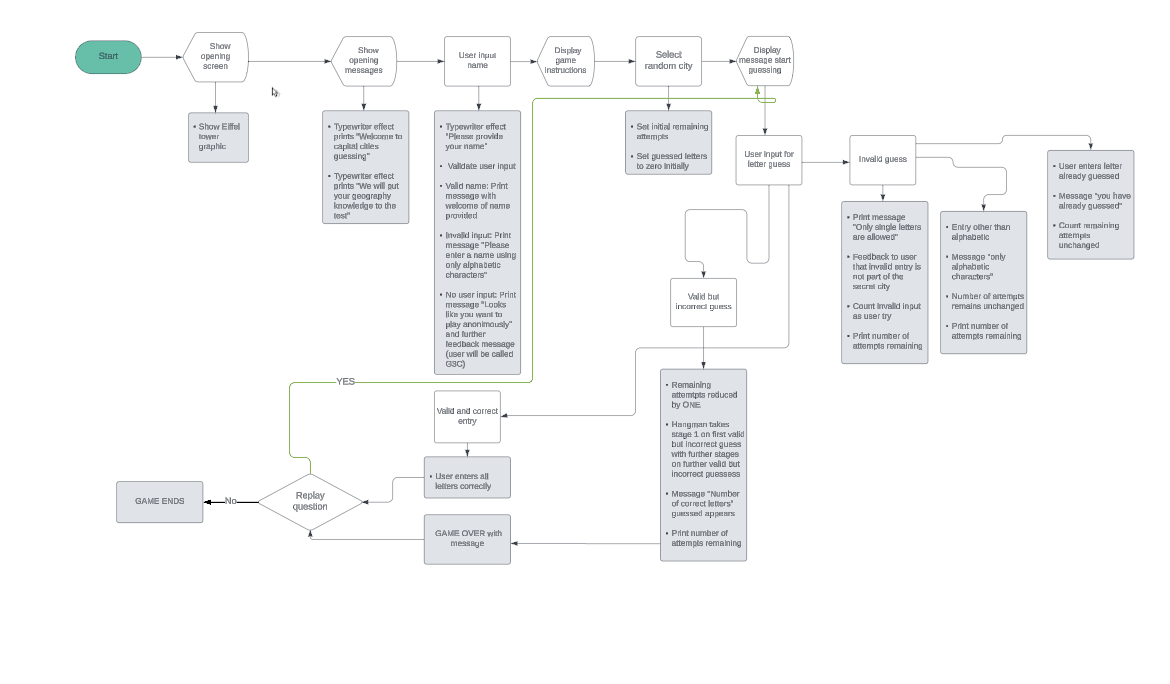 Start
Show
opening
screen
Show
opening
messages
User input
name
Display
game
instructions
Select
random city
Display
message start
guessing
• Show Eiffel
tower
graphic
• Typewriter effect
prints "Welcome to
capital cities
guessing"
• Typewriter effect
prints "We will put
your geography
knowledge to the
test"
• Typewriter effect
"Please provide
your name"
• Validate user input
• Valid name: Print
message with
welcome of name
provided
• Invalid input: Print
message "Please
enter a name using
only alphabetic
characters"
• No user input: Print
message "Looks
like you want to
play anonimously"
and further
feedback message
(user will be called
G3C)
• Set initial remaining
attempts
• Set guessed letters
to zero initially
User input for
letter guess
Invalid guess
• User enters letter
already guessed
• Message "you have
already guessed"
• Count remaining
attempts
unchanged
• Print message
"Only single letters
are allowed"
• Feedback to user
that invalid entry is
not part of the
secret city
• Count invalid input
as user try
• Print number of
attempts remaining
• Entry other than
alphabetic
• Message "only
alphabetic
characters"
• Number of attempts
remains unchanged
• Print number of
attempts remaining
Valid but
incorrect guess
YES
Valid and correct
entry
• Remaining
attemtps reduced
by ONE
• Hangman takes
stage 1 on first valid
but incorrect guess
with further stages
on further valid but
incorrect guessess
• Message "Number
of correct letters"
guessed appears
• Print number of
attempts remaining
• User enters all
letters correctly
Replay
question
No
GAME ENDS
GAME OVER with
message